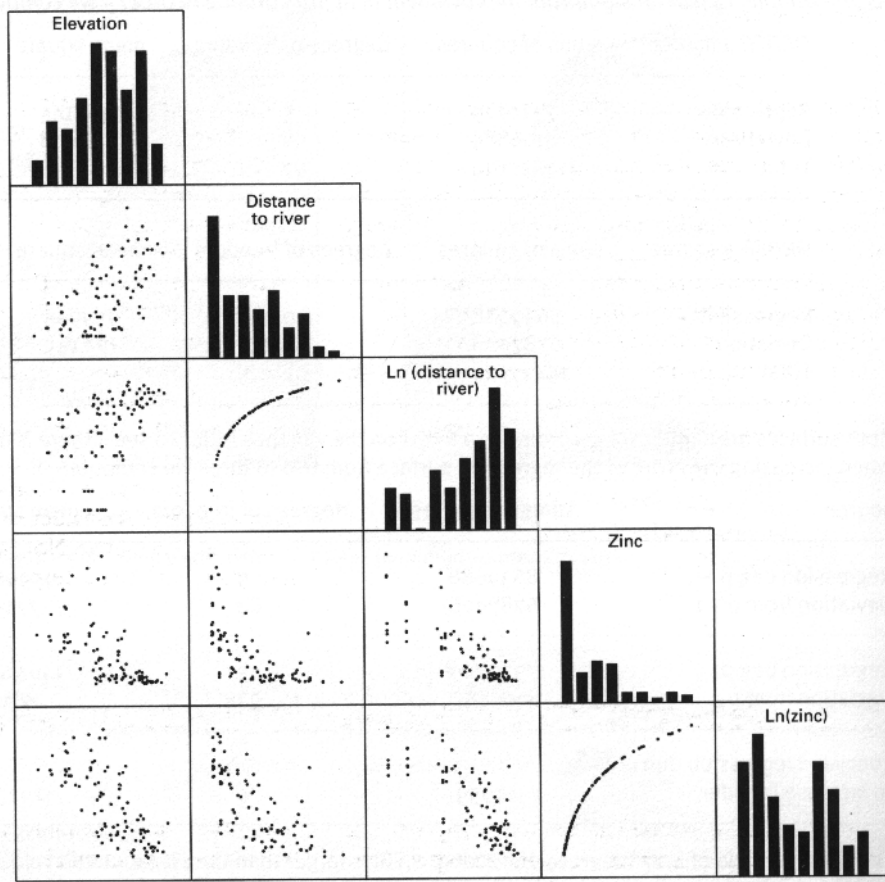 Elevation
Distance
to river
Ln (distance to
river)
Zinc
Ln(zinc)